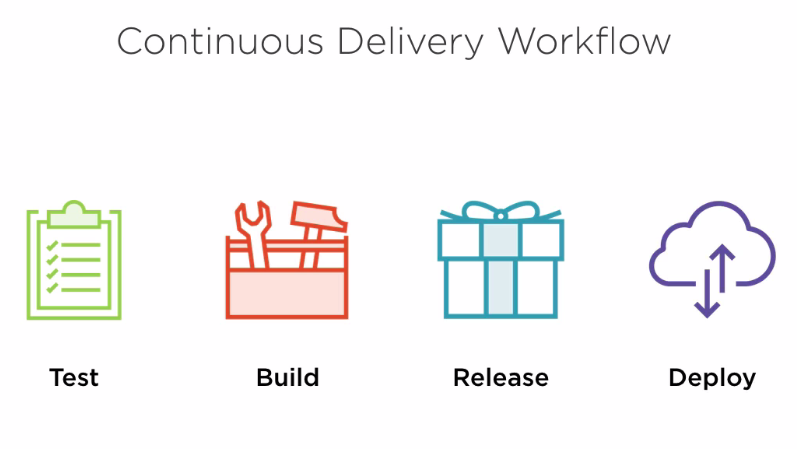 Continuous Delivery Workflow
Test
Build
Release
Deploy